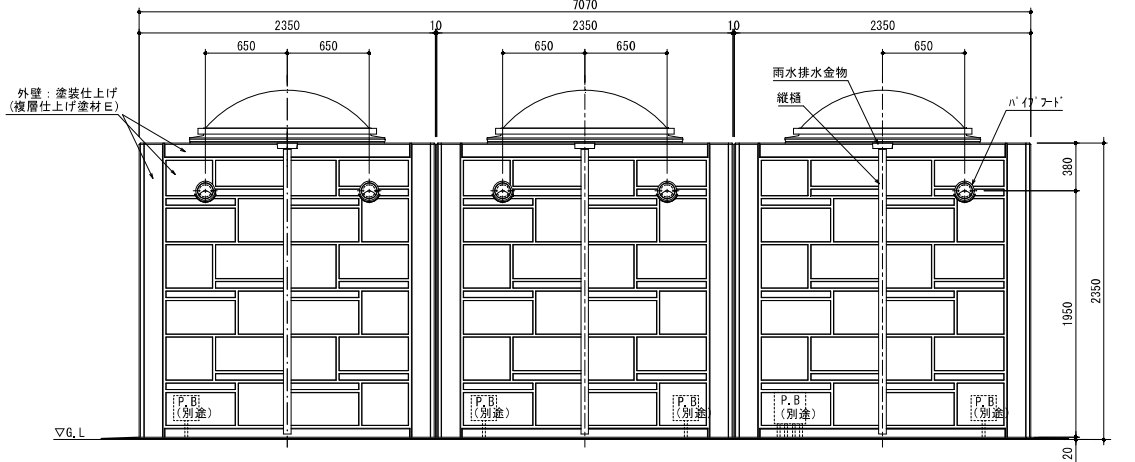 7070
2350
10
2350
10
2350
650
650
650
650
650
外壁：塗装仕上げ
(複層仕上げ塗材E)
雨水排水金物
縦樋
ﾊﾟｲﾌﾟﾌｰﾄﾞ
380
1950
2350
20
P.B
(別途)
P.B
(別途)
P.B
(別途)
P.B
(別途)
P.B
(別途)
▽G.L